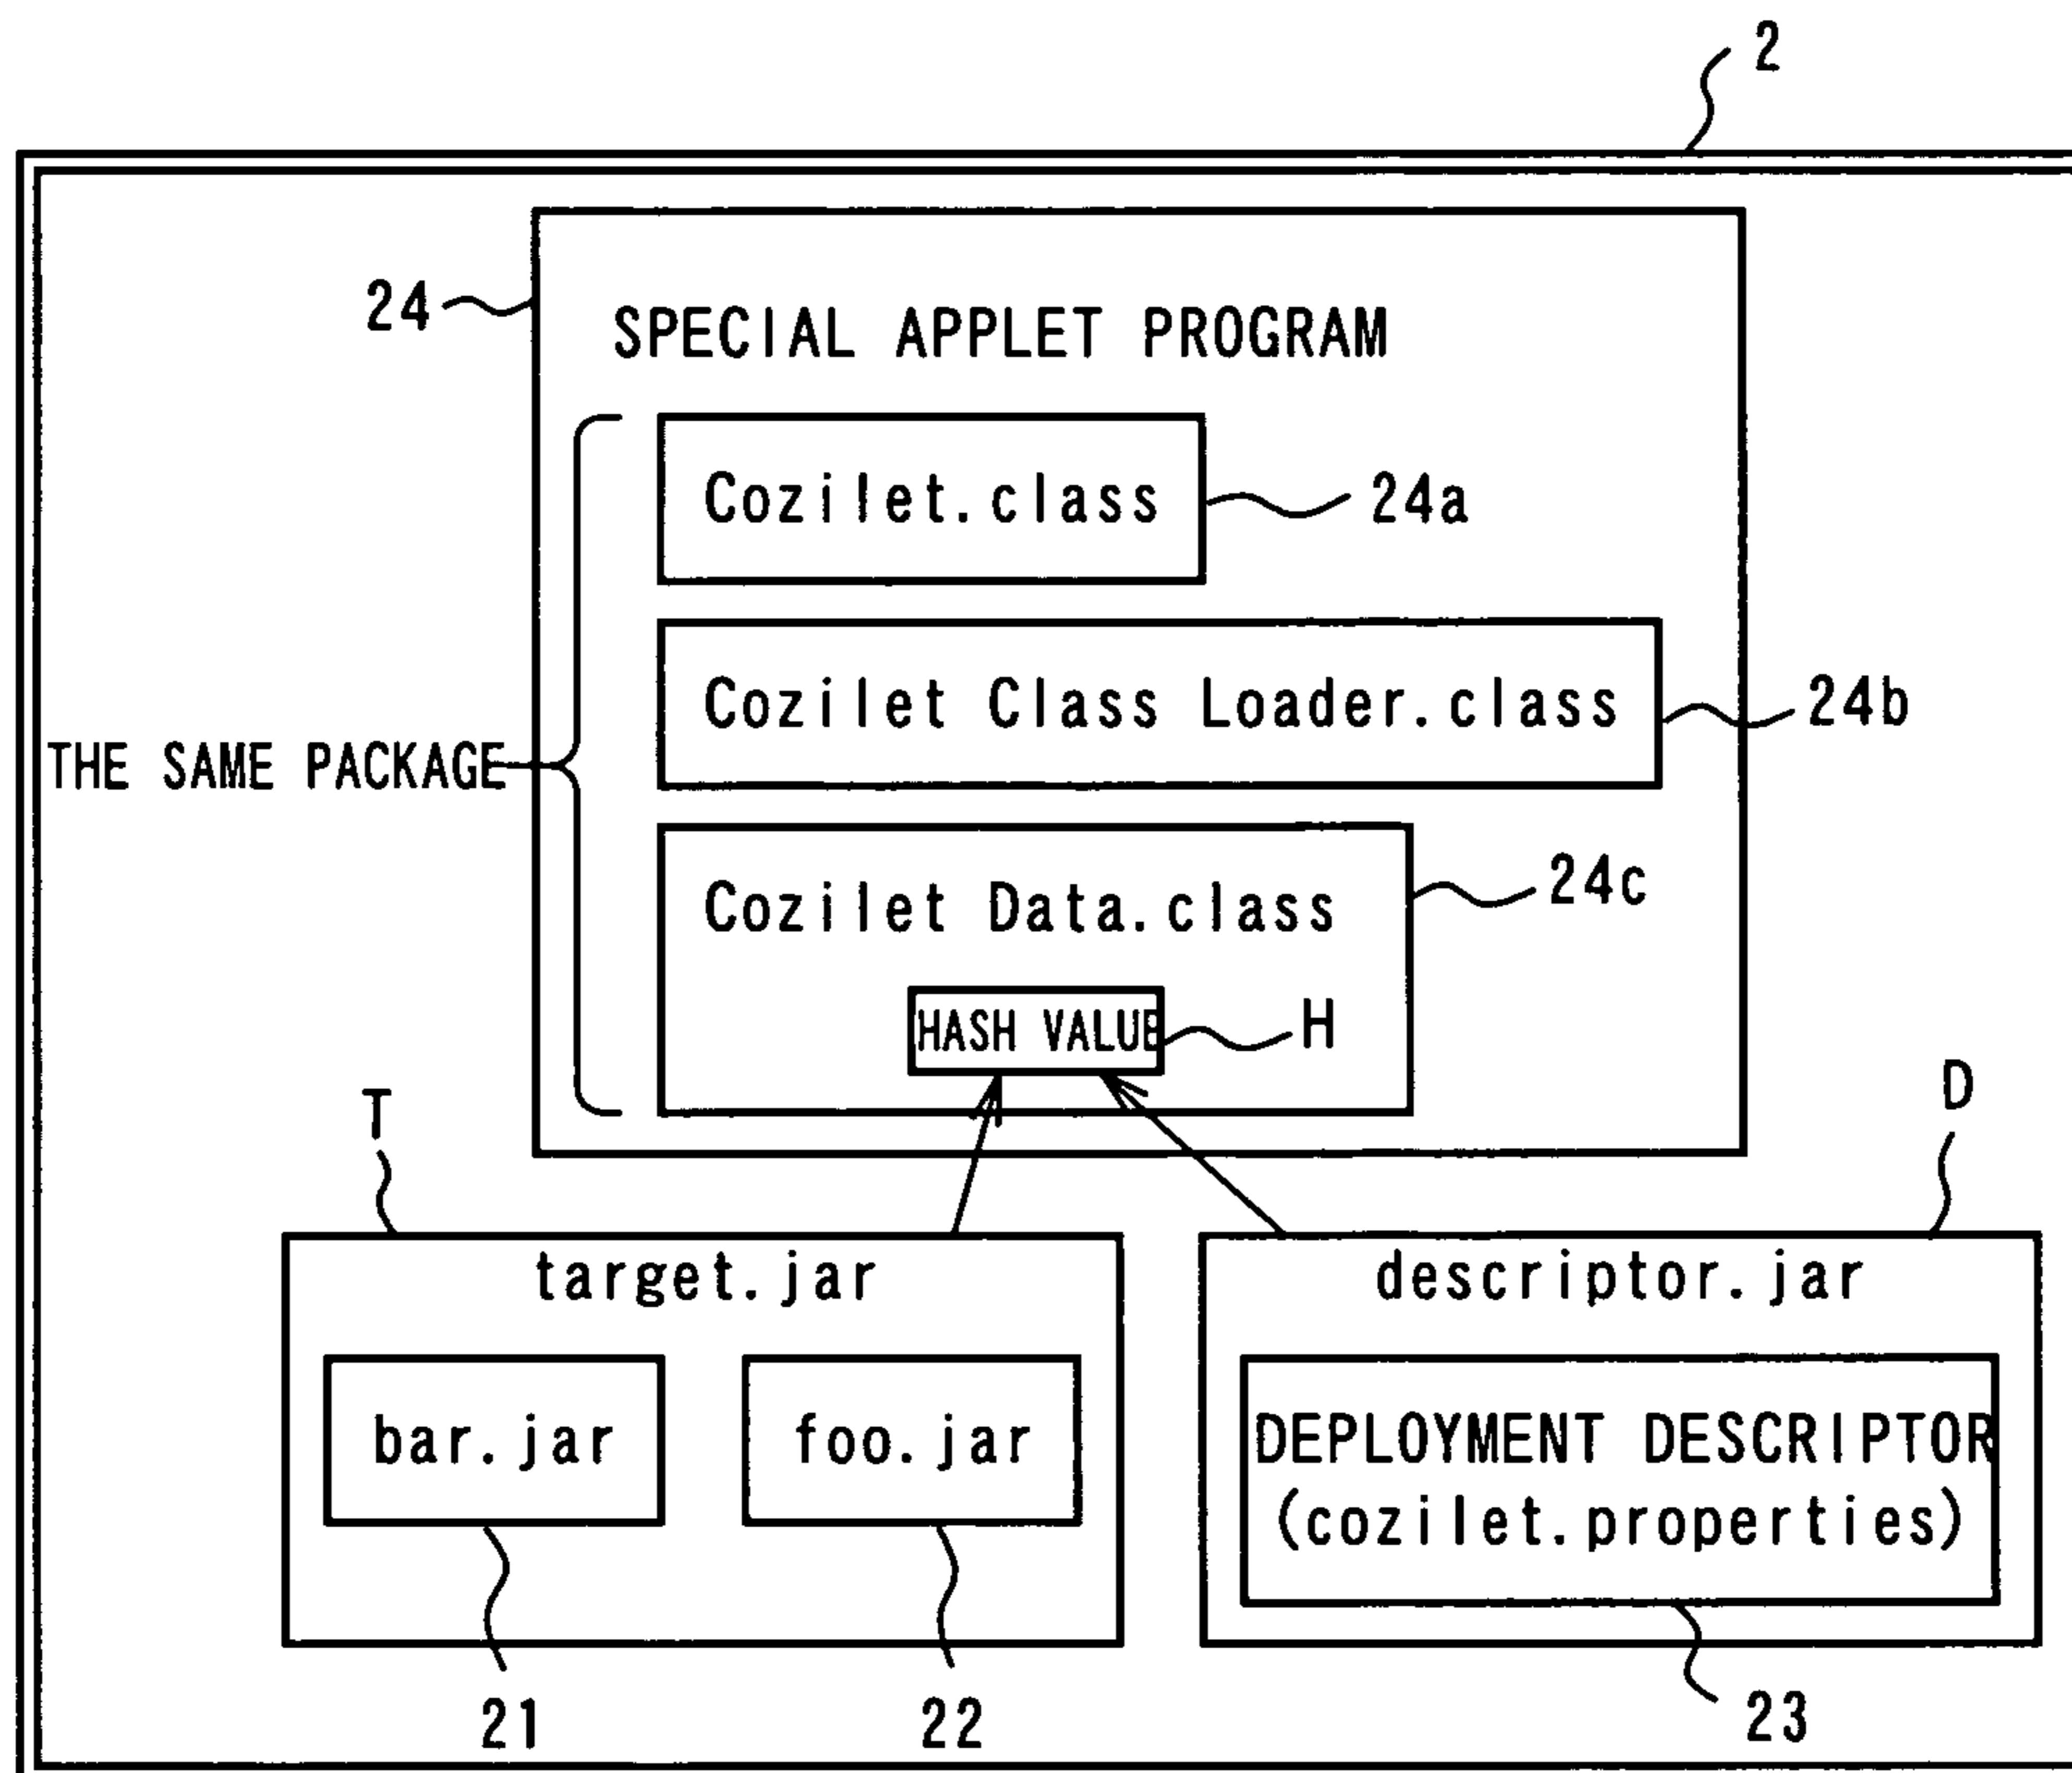 2
24
SPECIAL APPLET PROGRAM
Cozilet.class
24a
Cozilet Class Loader.class
24b
THE SAME PACKAGE
Cozilet Data.class
24c
HASH VALUE
H
T
D
target.jar
descriptor.jar
bar.jar
foo.jar
DEPLOYMENT DESCRIPTOR
(cozilet.properties)
21
22
23